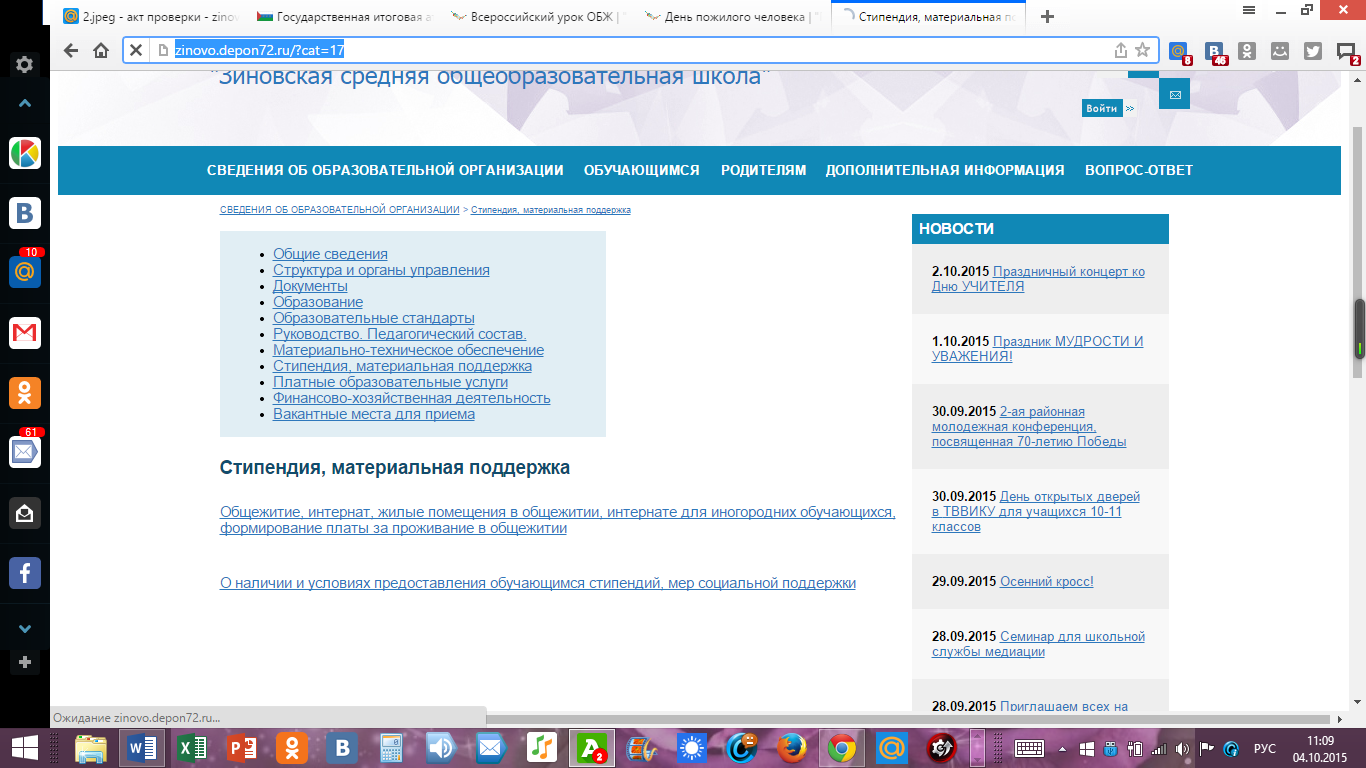 2.jpeg - акт проверки - zinov
Государственная итоговая а
Всероссийский урок ОБЖ | "
День пожилого человека | "
Стипендия, материальная по
zinovo.depon72.ru/?cat=17
8
46
2
"Зиновская средняя общеобразовательная школа"
Войти >>
СВЕДЕНИЯ ОБ ОБРАЗОВАТЕЛЬНОЙ ОРГАНИЗАЦИИ ОБУЧАЮЩИМСЯ РОДИТЕЛЯМ ДОПОЛНИТЕЛЬНАЯ ИНФОРМАЦИЯ ВОПРОС-ОТВЕТ
СВЕДЕНИЯ ОБ ОБРАЗОВАТЕЛЬНОЙ ОРГАНИЗАЦИИ > Стипендия, материальная поддержка
Общие сведения
Структура и органы управления
Документы
Образование
Образовательные стандарты
Руководство. Педагогический состав.
Материально-техническое обеспечение
Стипендия, материальная поддержка
Платные образовательные услуги
Финансово-хозяйственная деятельность
Вакантные места для приема
Стипендия, материальная поддержка
Общежитие, интернат, жилые помещения в общежитии, интернате для иногородних обучающихся,
формирование платы за проживание в общежитии
О наличии и условиях предоставления обучающимся стипендий, мер социальной поддержки
НОВОСТИ
2.10.2015 Праздничный концерт ко
Дню УЧИТЕЛЯ
1.10.2015 Праздник МУДРОСТИ И
УВАЖЕНИЯ!
30.09.2015 2-ая районная
молодежная конференция,
посвященная 70-летию Победы
30.09.2015 День открытых дверей
в ТВВИКУ для учащихся 10-11
классов
29.09.2015 Осенний кросс!
28.09.2015 Семинар для школьной
службы медиации
28.09.2015 Приглашаем всех на
10
61
Ожидание zinovo.depon72.ru...
2
РУС
11:09
04.10.2015